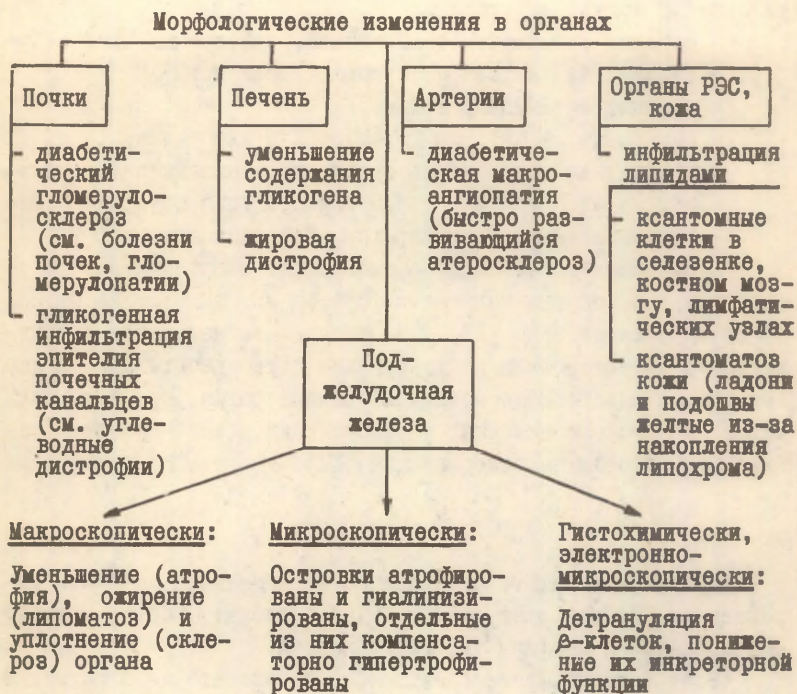 Морфологические изменения в органах
Почки
диабети-
ческий
гломеруло-
склероз
(см. болезни
почек, гло-
мерулопатии)
гликогенная
инфильтрация
эпителия
почечных
канальцев
(см. угле-
водные
дистрофии)
Печень
уменьшение
содержания
гликогена
жировая
дистрофия
Артерии
диабетиче-
ская макро-
ангиопатия
(быстро раз-
вивающийся
атеросклероз)
Органы РЭС,
кожа
инфильтрация
липидами
ксантомные
клетки в
селезенке,
костном моз-
гу, лимфати-
ческих узлах
ксантоматоз
кожи (ладони
и подошвы
желтые из-за
накопления
липохрома)
Под-
желудочная
железа
Макроскопически:
Уменьшение (атро-
фия), ожирение
(липоматоз) и
уплотнение (скле-
роз) органа
Микроскопически:
Островки атрофиро-
ваны и гиалинизи-
рованы, отдельные
из них компенса-
торно гипертрофи-
рованы
Гистохимически,
электронно-
микроскопически:
Дегрануляция
β-клеток, пониже-
ние их инкреторной
функции